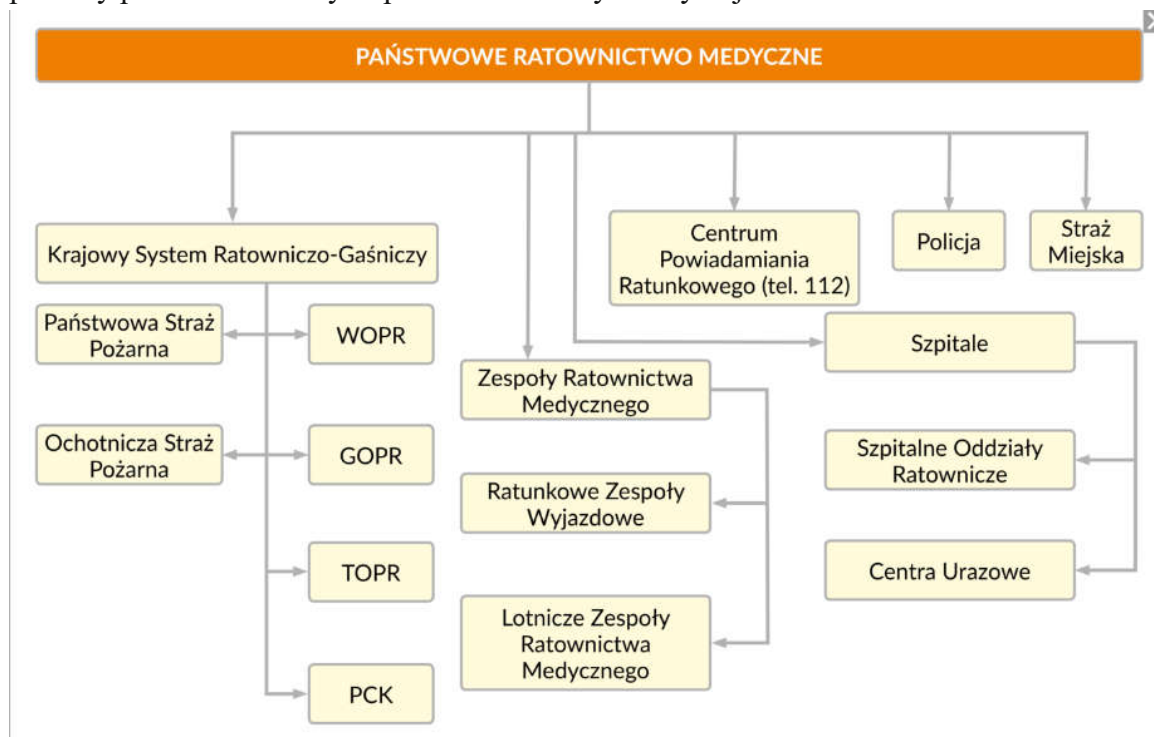 PAŃSTWOWE RATOWNICTWO MEDYCZNE
Krajowy System Ratowniczo-Gaśniczy
Centrum
Powiadamiania
Ratunkowego (tel. 112)
Policja
Straż
Miejska
Państwowa Straż
Pożarna
WOPR
Szpitale
Zespoły Ratownictwa
Medycznego
Ochotnicza Straż
Pożarna
GOPR
Szpitalne Oddziały
Ratownicze
Ratunkowe Zespoły
Wyjazdowe
TOPR
Centra Urazowe
Lotnicze Zespoły
Ratownictwa
Medycznego
PCK